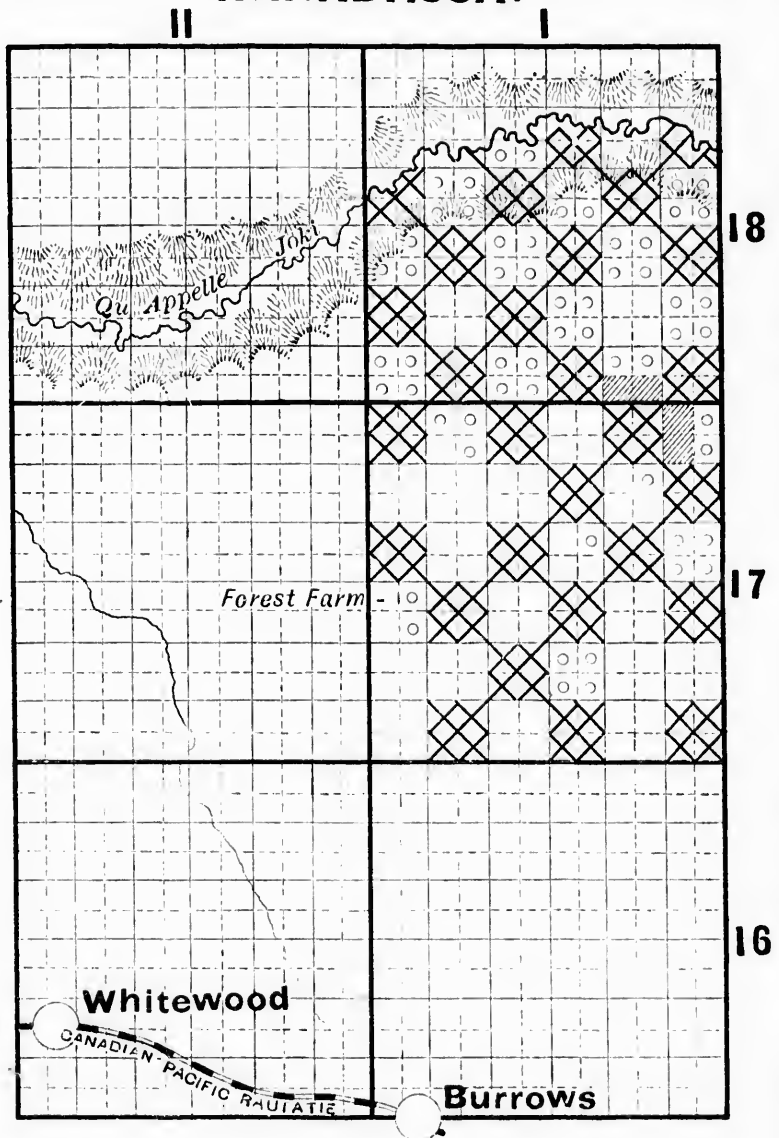 II
I
18
Qu Appelle Joki
Forest Farm -
17
16
Whitewood
CANADIAN PACIFIC RAUTATIE
Burrows